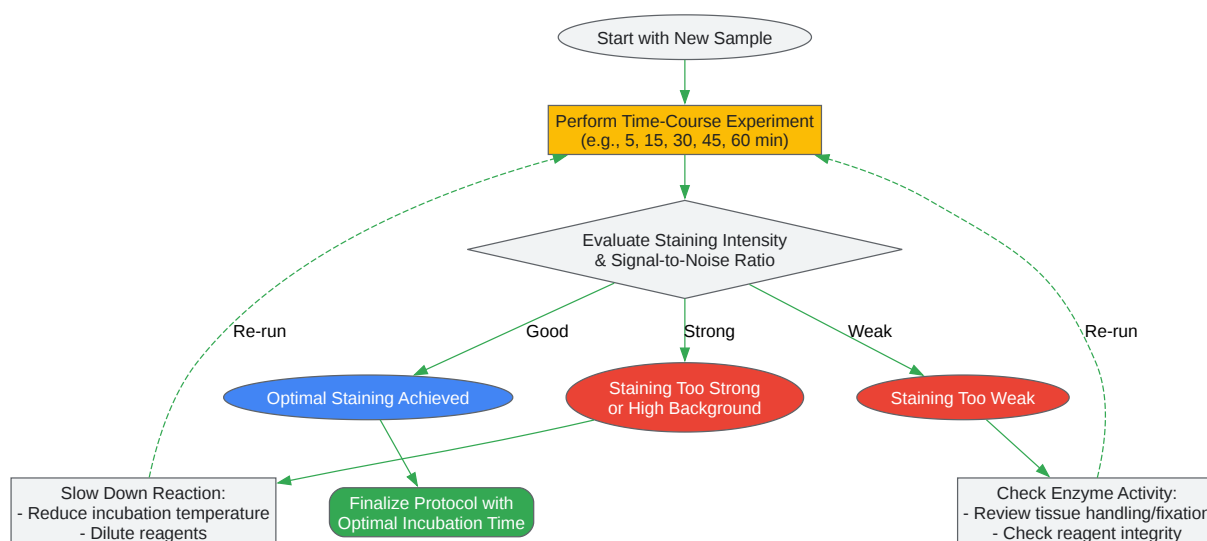 Start with New Sample
Perform Time-Course Experiment
(e.g., 5, 15, 30, 45, 60 min)
Evaluate Staining Intensity
& Signal-to-Noise Ratio
Re-run
Good
Strong
Weak
Re-run
Optimal Staining Achieved
Staining Too Strong
or High Background
Staining Too Weak
Slow Down Reaction:
- Reduce incubation temperature
- Dilute reagents
Finalize Protocol with
Optimal Incubation Time
Check Enzyme Activity:
- Review tissue handling/fixation
- Check reagent integrity